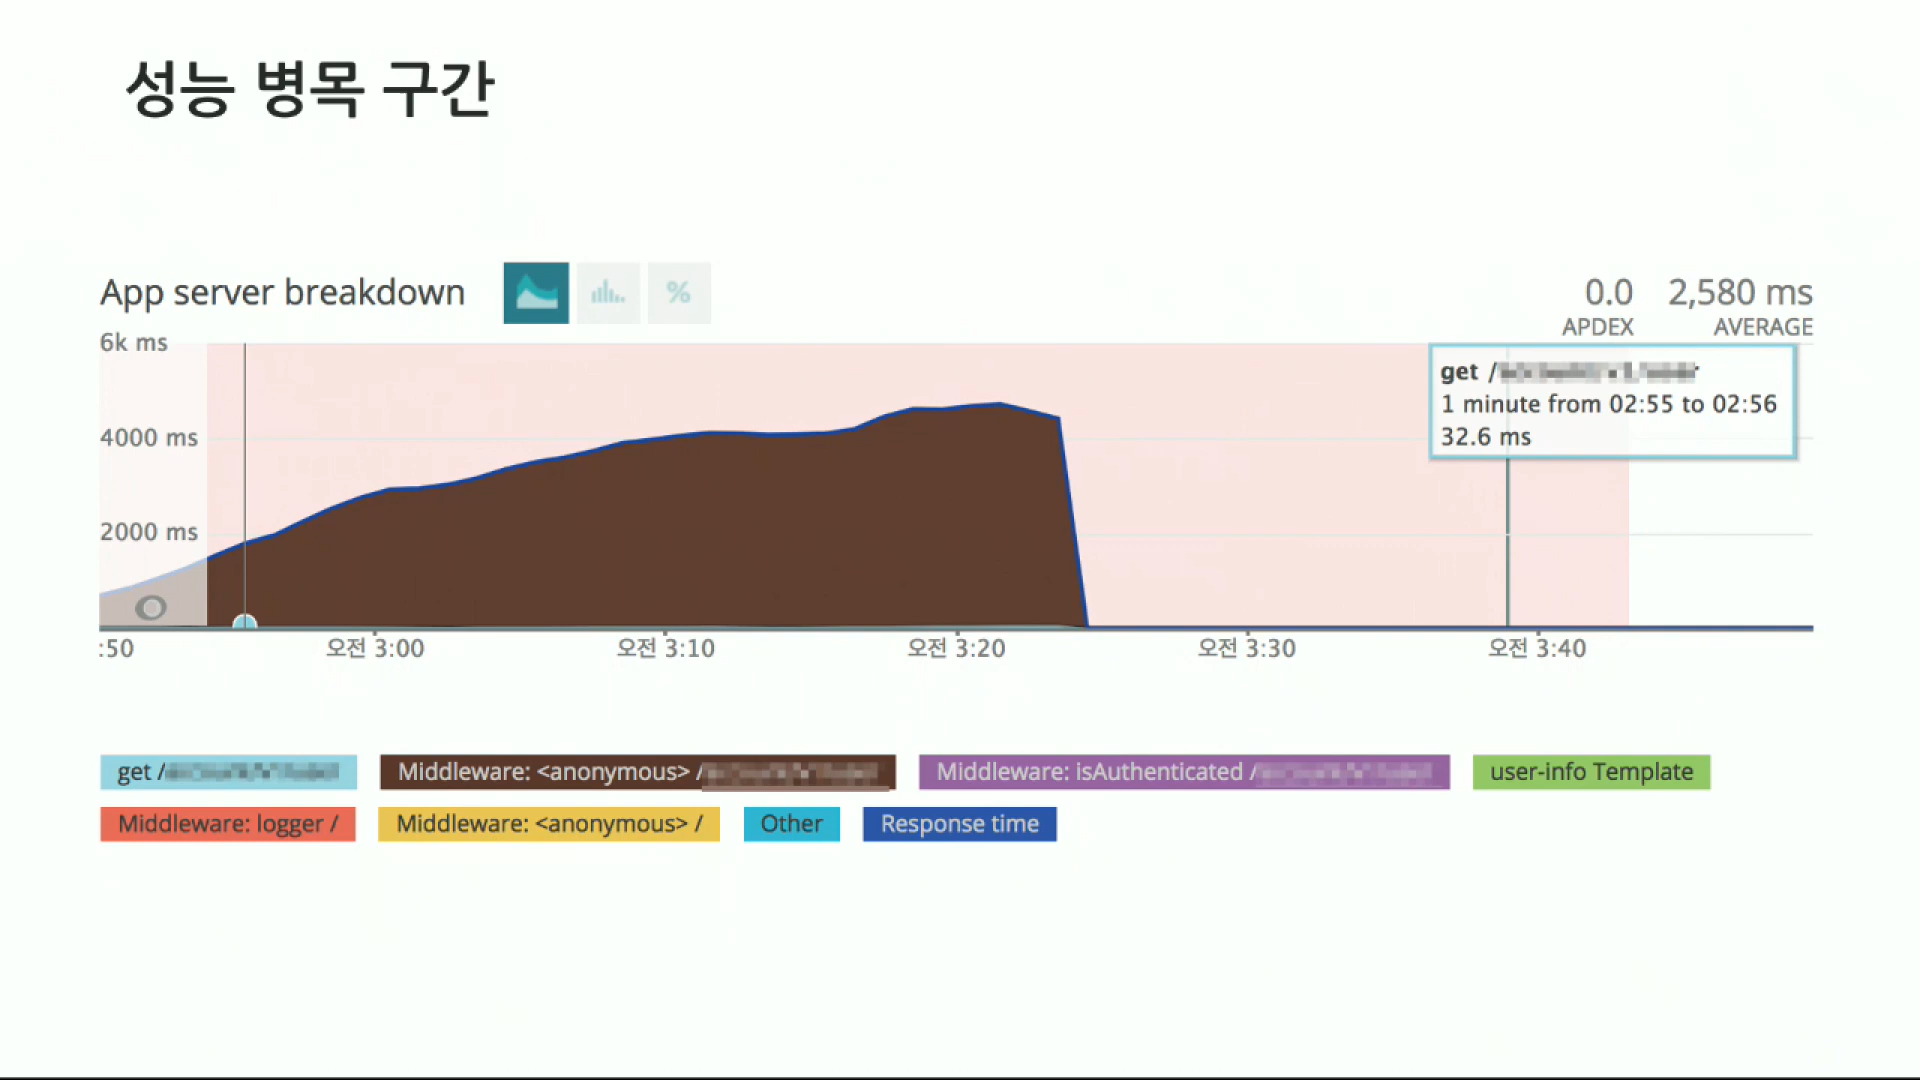 성능 병목 구간
App server breakdown
%
0.0
2,580 ms
APDEX
AVERAGE
6k ms
4000 ms
2000 ms
get /
1 minute from 02:55 to 02:56
32.6 ms
:50
오전 3:00
오전 3:10
오전 3:20
오전 3:30
오전 3:40
get /
Middleware: <anonymous> /
Middleware: isAuthenticated /
user-info Template
Middleware: logger /
Middleware: <anonymous> /
Other
Response time